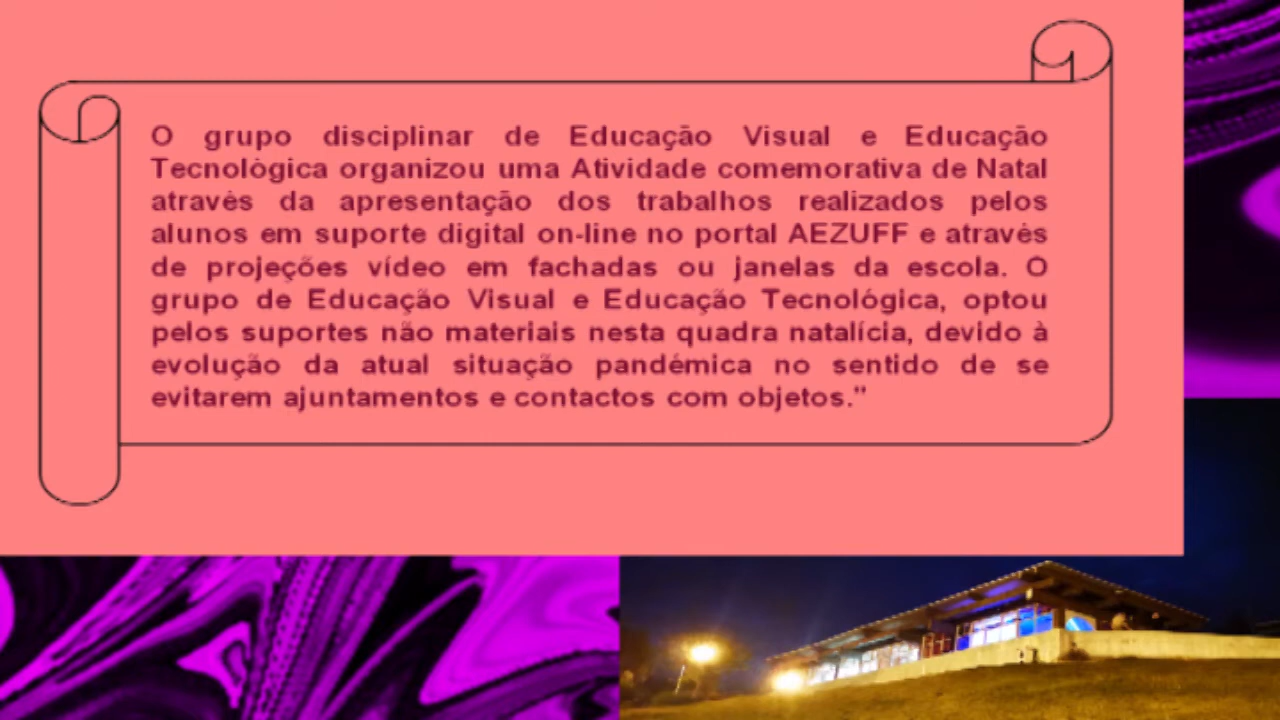 O grupo disciplinar de Educação Visual e Educação
Tecnológica organizou uma Atividade comemorativa de Natal
através da apresentação dos trabalhos realizados pelos
alunos em suporte digital on-line no portal AEZUFF e através
de projeções vídeo em fachadas ou janelas da escola. O
grupo de Educação Visual e Educação Tecnológica, optou
pelos suportes não materiais nesta quadra natalícia, devido à
evolução da atual situação pandémica no sentido de se
evitarem ajuntamentos e contactos com objetos.”